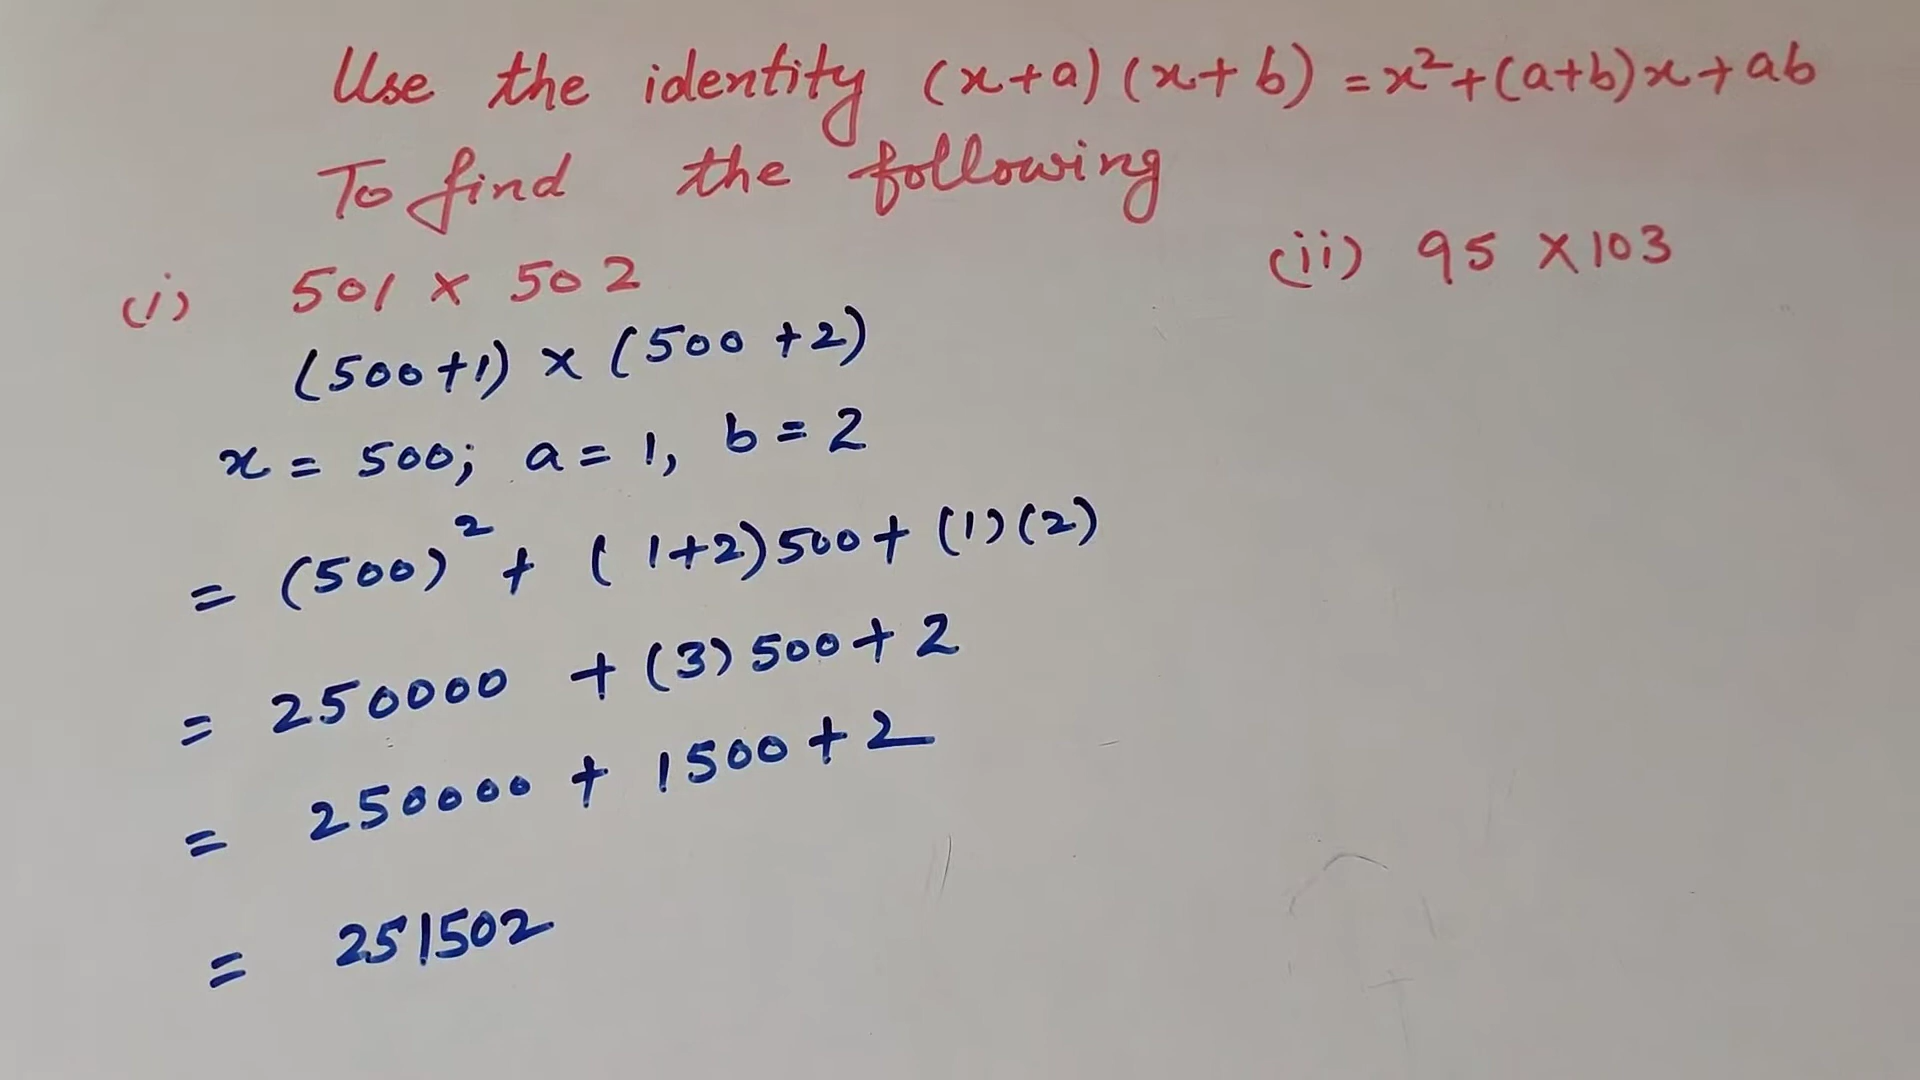 Use the identity (x+a) (x+b) = x²+(a+b)x+ab
To find the following
(i) 501 × 502
(ii) 95 ×103
(500+1) × (500+2)
x = 500; a = 1, b = 2
= (500)² + (1+2)500+ (1)(2)
= 250000 + (3)500+2
= 250000 + 1500+2
= 251502